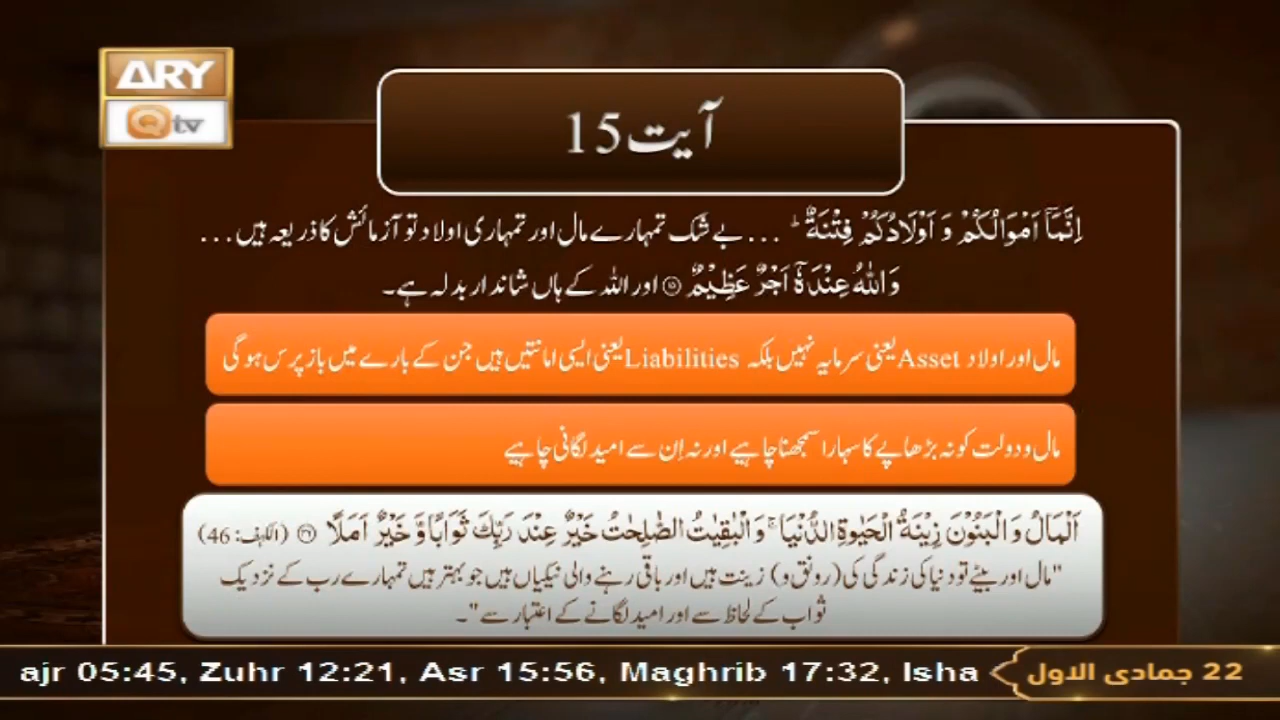 ARY
Qtv
آیت 15
اِنَّمَاۤ اَمْوَالُكُمْ وَ اَوْلَادُكُمْ فِتْنَةٌ ؕ ... بے شک تمہارے مال اور تمہاری اولاد تو آزمائش کا ذریعہ ہیں...
وَ اللّٰهُ عِنْدَهٗۤ اَجْرٌ عَظِیْمٌ ۝۱۵ اور اللہ کے ہاں شاندار بدلہ ہے۔
مال اور اولاد Asset یعنی سرمایہ نہیں بلکہ Liabilities یعنی ایسی امانتیں ہیں جن کے بارے میں بازپرس ہوگی
مال و دولت کو نہ بڑھاپے کا سہارا سمجھنا چاہیے اور نہ اِن سے امید لگانی چاہیے
اَلْمَالُ وَ الْبَنُوْنَ زِیْنَةُ الْحَیٰوةِ الدُّنْیَا ۚ وَ الْبٰقِیٰتُ الصّٰلِحٰتُ خَیْرٌ عِنْدَ رَبِّكَ ثَوَابًا وَّ خَیْرٌ اَمَلًا ۝۴۶ (الکہف: 46)
"مال اور بیٹے تو دنیا کی زندگی کی (رونق و) زینت ہیں اور باقی رہنے والی نیکیاں ہیں جو بہتر ہیں تمہارے رب کے نزدیک
ثواب کے لحاظ سے اور امید لگانے کے اعتبار سے"۔
ajr 05:45, Zuhr 12:21, Asr 15:56, Maghrib 17:32, Isha
22 جمادی الاول